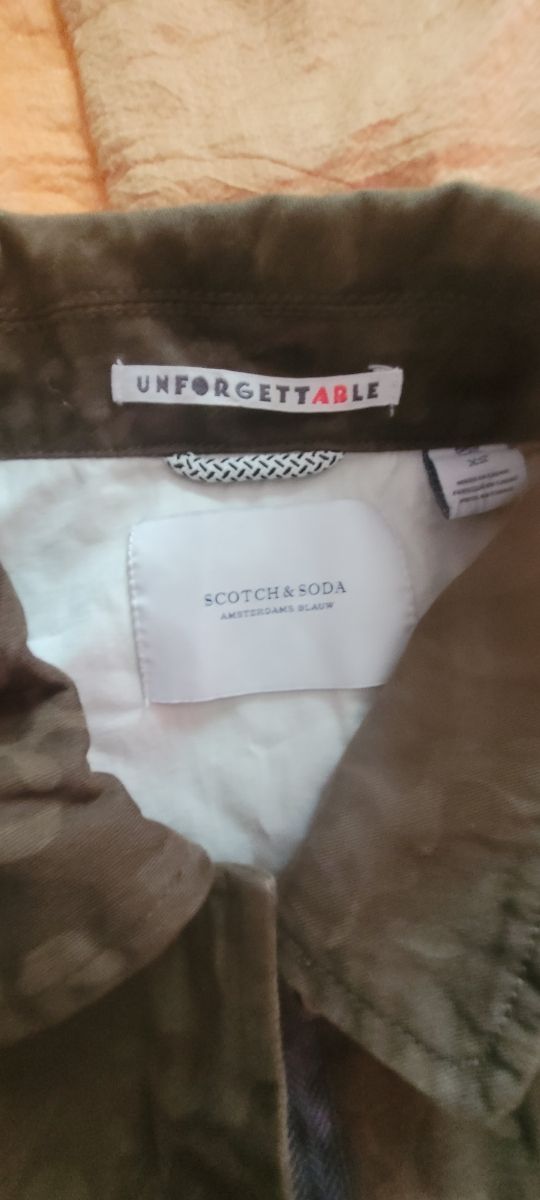 UNFORGETTABLE
SCOTCH & SODA
AMSTERDAMS BLAUW